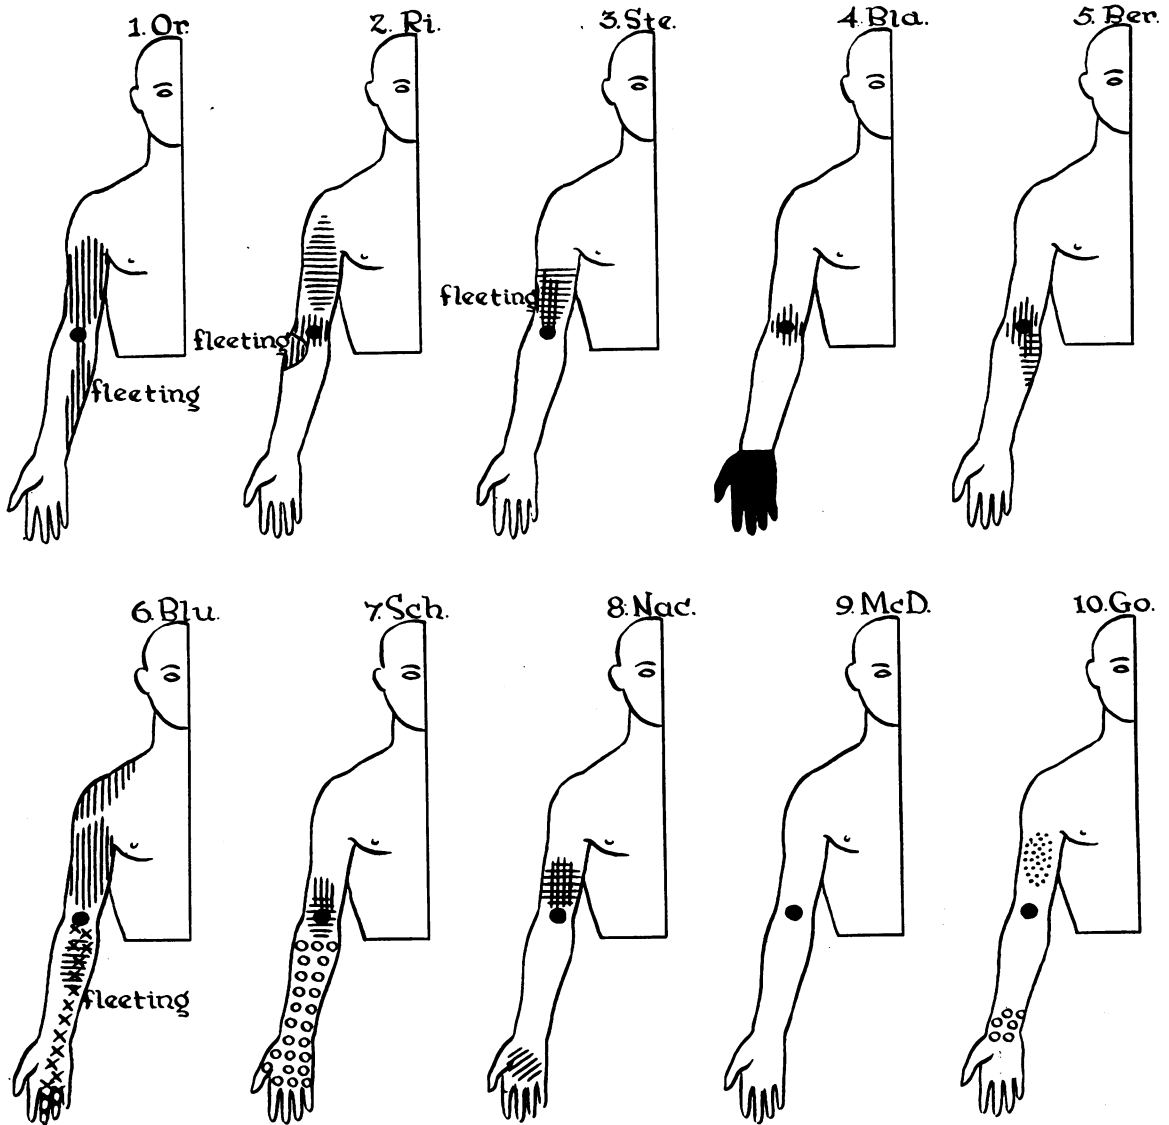 1. Or.
2. Ri.
3. Ste.
4. Bla.
5. Ber.
fleeting
fleeting
fleeting
6. Blu.
7. Sch.
8. Nac.
9. McD.
10. Go.
fleeting